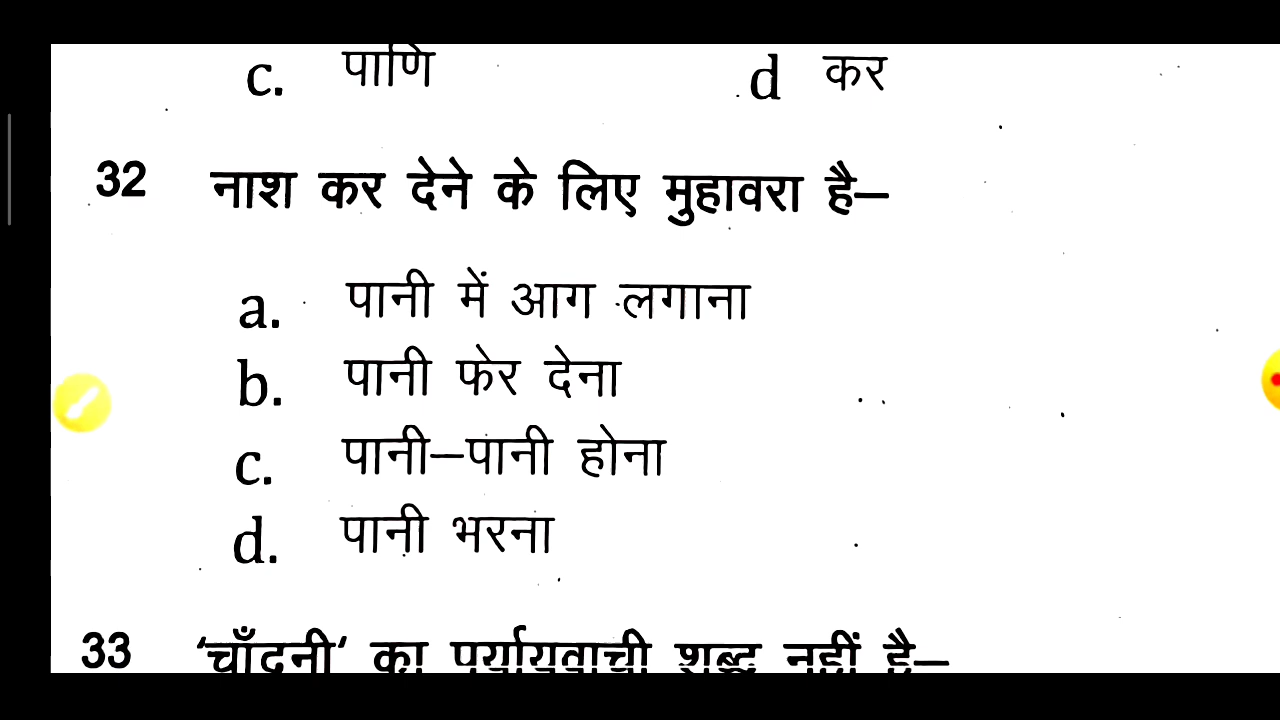 c. पाणि d कर
32 नाश कर देने के लिए मुहावरा है–
a. पानी में आग लगाना
b. पानी फेर देना
c. पानी–पानी होना
d. पानी भरना
33 ‘चाँदनी’ का पर्यायवाची शब्द नहीं है–